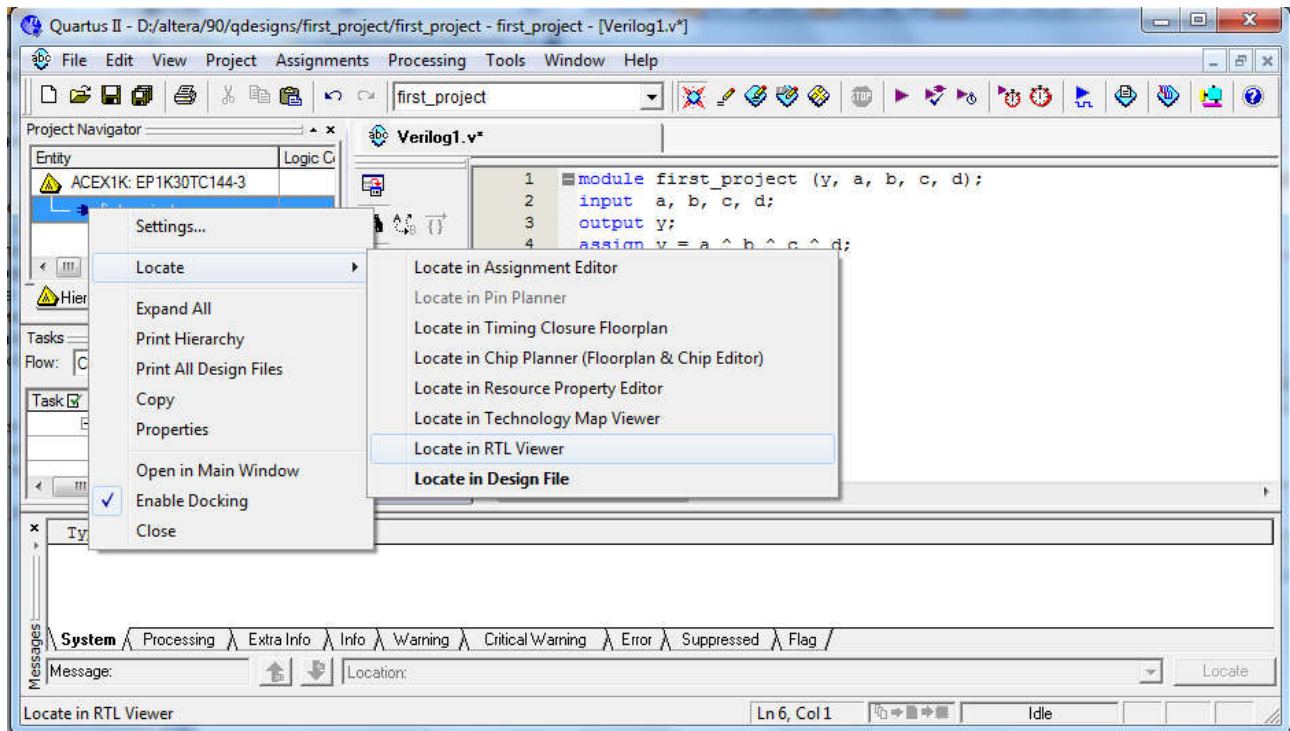 Quartus II - D:/altera/90/qdesigns/first_project/first_project - first_project - [Verilog1.v*]
File Edit View Project Assignments Processing Tools Window Help
first_project
Project Navigator
Verilog1.v*
Entity Logic C
ACEX1K: EP1K30TC144-3
1 module first_project (y, a, b, c, d);
2 input a, b, c, d;
3 output y;
4 assign y = a ^ b ^ c ^ d;
Settings...
Locate
Expand All
Print Hierarchy
Print All Design Files
Copy
Properties
Open in Main Window
Enable Docking
Close
Locate in Assignment Editor
Locate in Pin Planner
Locate in Timing Closure Floorplan
Locate in Chip Planner (Floorplan & Chip Editor)
Locate in Resource Property Editor
Locate in Technology Map Viewer
Locate in RTL Viewer
Locate in Design File
Hier
Tasks
Flow: C
Task
Ty
System Processing Extra Info Info Warning Critical Warning Error Suppressed Flag
Messages
Message: Location: Locate
Locate in RTL Viewer Ln 6, Col 1 Idle